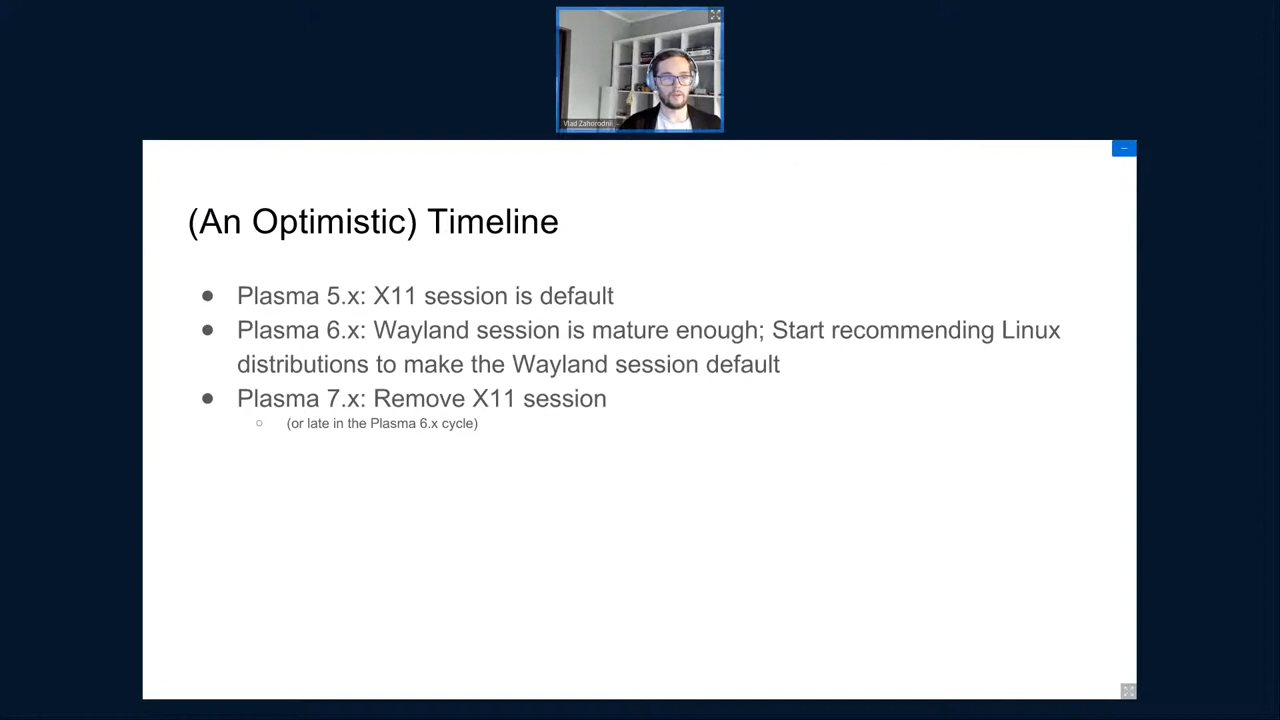 Vlad Zahorodnii
(An Optimistic) Timeline
● Plasma 5.x: X11 session is default
● Plasma 6.x: Wayland session is mature enough; Start recommending Linux
distributions to make the Wayland session default
● Plasma 7.x: Remove X11 session
○ (or late in the Plasma 6.x cycle)